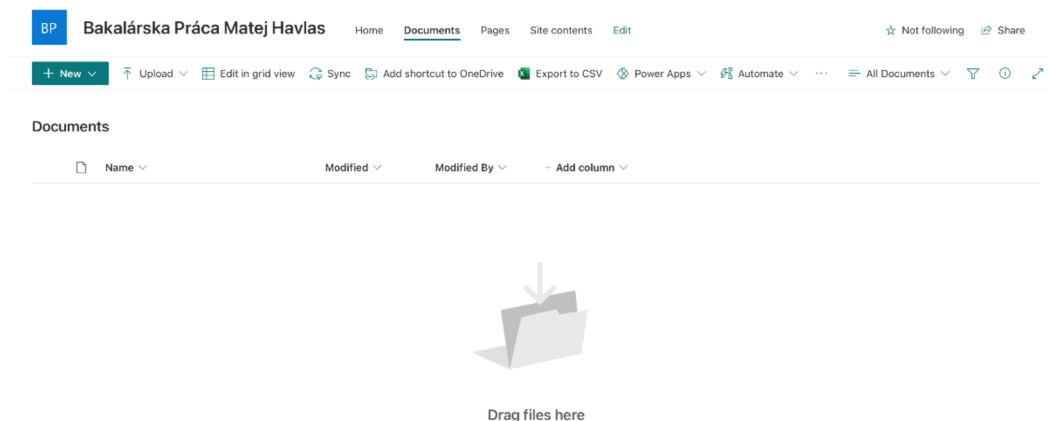 BP Bakalárska Práca Matej Havlas Home Documents Pages Site contents Edit Not following Share
New Upload Edit in grid view Sync Add shortcut to OneDrive Export to CSV Power Apps Automate ... All Documents
Documents
Name Modified Modified By + Add column
Drag files here